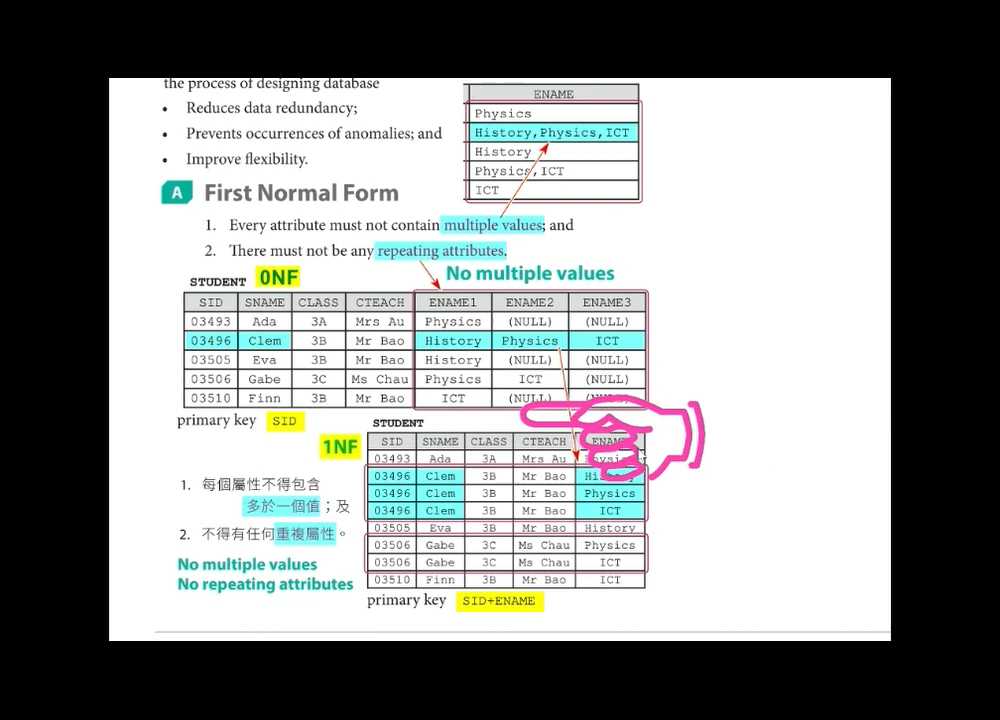 the process of designing database
• Reduces data redundancy;
• Prevents occurrences of anomalies; and
• Improve flexibility.
ENAME
Physics
History,Physics,ICT
History
Physics,ICT
ICT
A First Normal Form
1. Every attribute must not contain multiple values; and
2. There must not be any repeating attributes.
No multiple values
STUDENT 0NF
SID SNAME CLASS CTEACH ENAME1 ENAME2 ENAME3
03493 Ada 3A Mrs Au Physics (NULL) (NULL)
03496 Clem 3B Mr Bao History Physics ICT
03505 Eva 3B Mr Bao History (NULL) (NULL)
03506 Gabe 3C Ms Chau Physics ICT (NULL)
03510 Finn 3B Mr Bao ICT (NULL) (NULL)
primary key SID
STUDENT
1NF
SID SNAME CLASS CTEACH ENAME
03493 Ada 3A Mrs Au Physics
03496 Clem 3B Mr Bao History
03496 Clem 3B Mr Bao Physics
03496 Clem 3B Mr Bao ICT
03505 Eva 3B Mr Bao History
03506 Gabe 3C Ms Chau Physics
03506 Gabe 3C Ms Chau ICT
03510 Finn 3B Mr Bao ICT
primary key SID+ENAME
1. 每個屬性不得包含
多於一個值；及
2. 不得有任何重複屬性。
No multiple values
No repeating attributes